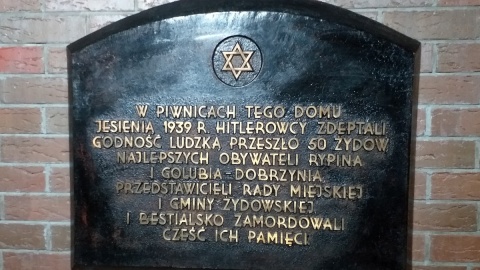 W PIWNICACH TEGO DOMU
JESIENIĄ 1939 R. HITLEROWCY ZDEPTALI
GODNOŚĆ LUDZKĄ PRZESZŁO 50 ŻYDÓW
NAJLEPSZYCH OBYWATELI RYPINA
I GOLUBIA-DOBRZYNIA,
PRZEDSTAWICIELI RADY MIEJSKIEJ
I GMINY ŻYDOWSKIEJ
I BESTIALSKO ZAMORDOWALI
CZEŚĆ ICH PAMIĘCI